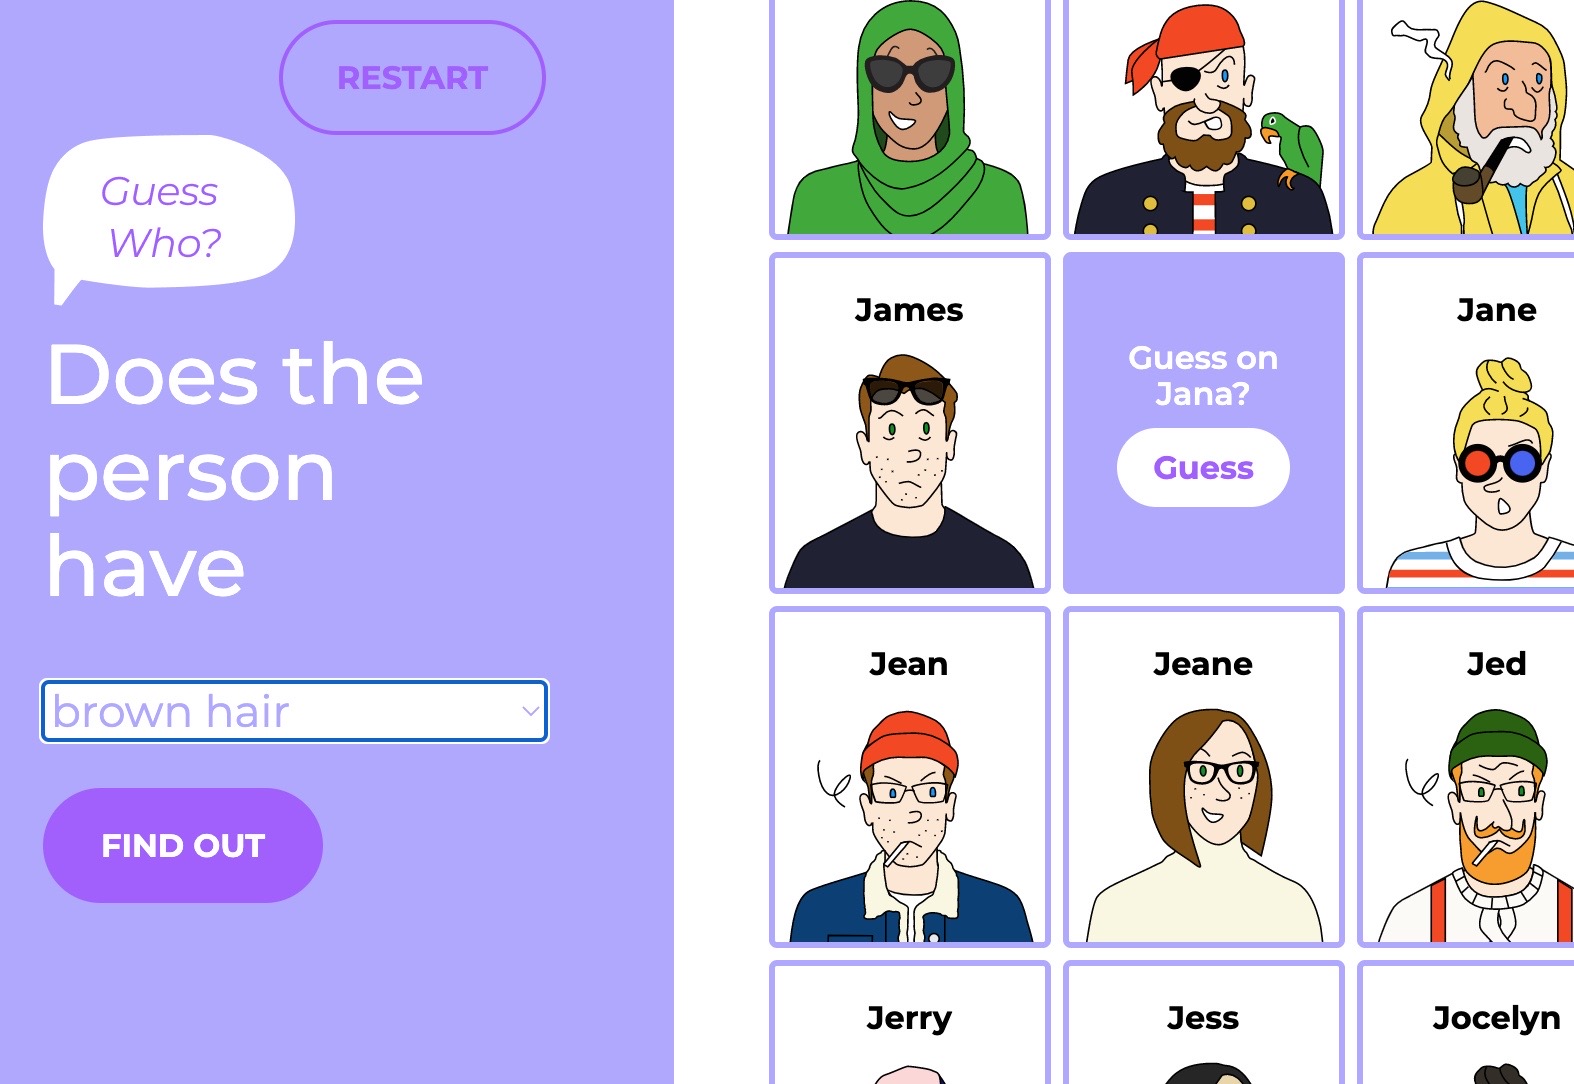 RESTART
Guess
Who?
Does the
person
have
brown hair
FIND OUT
James
Guess on
Jana?
Guess
Jane
Jean
Jeane
Jed
Jerry
Jess
Jocelyn